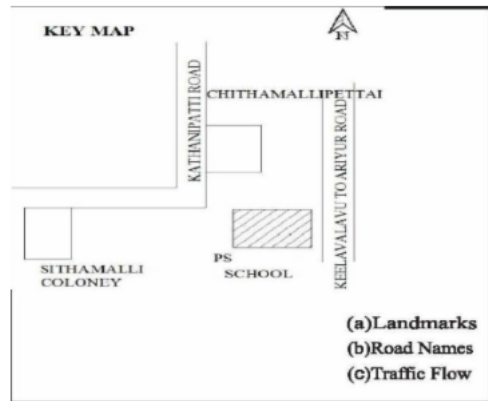 KEY MAP
N
CHITHAMALLIPETTAI
KATHANIPATTI ROAD
KEELAVALAVU TO ARIYUR ROAD
PS
SCHOOL
SITHAMALLI
COLONEY
(a)Landmarks
(b)Road Names
(c)Traffic Flow